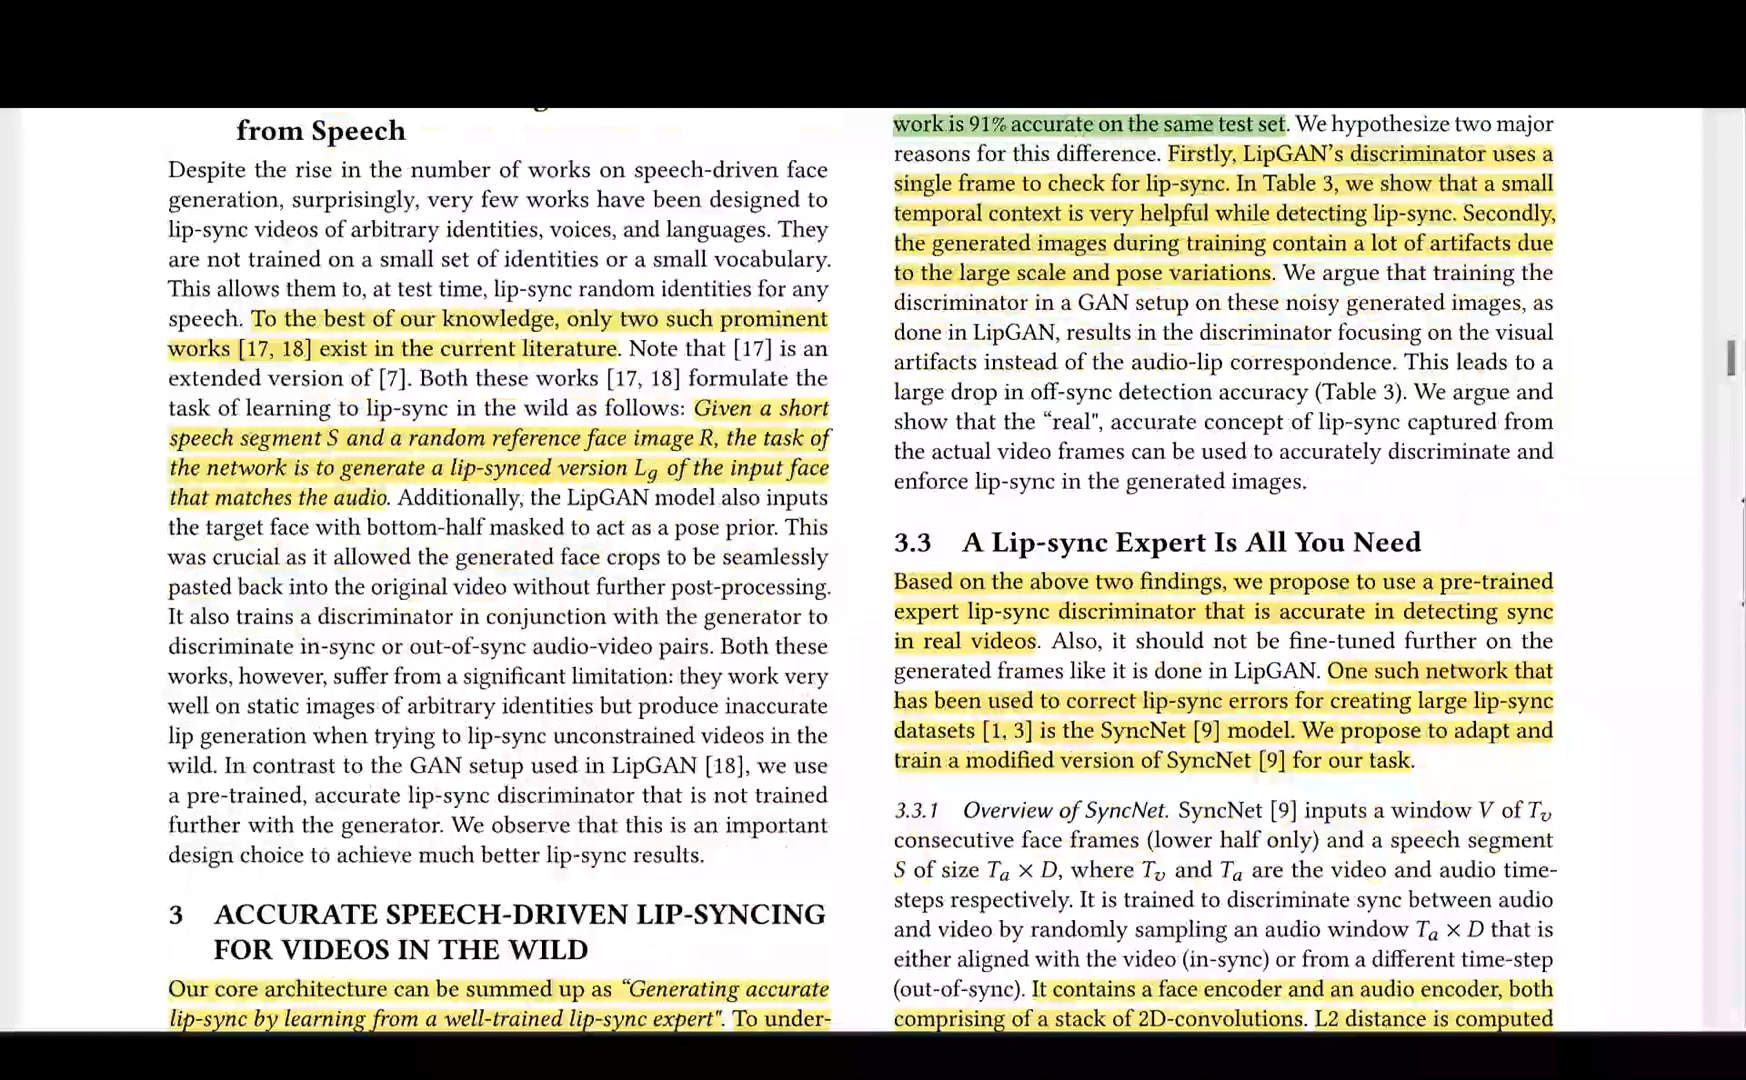 from Speech
Despite the rise in the number of works on speech-driven face
generation, surprisingly, very few works have been designed to
lip-sync videos of arbitrary identities, voices, and languages. They
are not trained on a small set of identities or a small vocabulary.
This allows them to, at test time, lip-sync random identities for any
speech. To the best of our knowledge, only two such prominent
works [17, 18] exist in the current literature. Note that [17] is an
extended version of [7]. Both these works [17, 18] formulate the
task of learning to lip-sync in the wild as follows: Given a short
speech segment S and a random reference face image R, the task of
the network is to generate a lip-synced version Lg of the input face
that matches the audio. Additionally, the LipGAN model also inputs
the target face with bottom-half masked to act as a pose prior. This
was crucial as it allowed the generated face crops to be seamlessly
pasted back into the original video without further post-processing.
It also trains a discriminator in conjunction with the generator to
discriminate in-sync or out-of-sync audio-video pairs. Both these
works, however, suffer from a significant limitation: they work very
well on static images of arbitrary identities but produce inaccurate
lip generation when trying to lip-sync unconstrained videos in the
wild. In contrast to the GAN setup used in LipGAN [18], we use
a pre-trained, accurate lip-sync discriminator that is not trained
further with the generator. We observe that this is an important
design choice to achieve much better lip-sync results.
3 ACCURATE SPEECH-DRIVEN LIP-SYNCING
FOR VIDEOS IN THE WILD
Our core architecture can be summed up as “Generating accurate
lip-sync by learning from a well-trained lip-sync expert". To under-
work is 91% accurate on the same test set. We hypothesize two major
reasons for this difference. Firstly, LipGAN’s discriminator uses a
single frame to check for lip-sync. In Table 3, we show that a small
temporal context is very helpful while detecting lip-sync. Secondly,
the generated images during training contain a lot of artifacts due
to the large scale and pose variations. We argue that training the
discriminator in a GAN setup on these noisy generated images, as
done in LipGAN, results in the discriminator focusing on the visual
artifacts instead of the audio-lip correspondence. This leads to a
large drop in off-sync detection accuracy (Table 3). We argue and
show that the “real", accurate concept of lip-sync captured from
the actual video frames can be used to accurately discriminate and
enforce lip-sync in the generated images.
3.3 A Lip-sync Expert Is All You Need
Based on the above two findings, we propose to use a pre-trained
expert lip-sync discriminator that is accurate in detecting sync
in real videos. Also, it should not be fine-tuned further on the
generated frames like it is done in LipGAN. One such network that
has been used to correct lip-sync errors for creating large lip-sync
datasets [1, 3] is the SyncNet [9] model. We propose to adapt and
train a modified version of SyncNet [9] for our task.
3.3.1 Overview of SyncNet. SyncNet [9] inputs a window V of Tv
consecutive face frames (lower half only) and a speech segment
S of size Ta × D, where Tv and Ta are the video and audio time-
steps respectively. It is trained to discriminate sync between audio
and video by randomly sampling an audio window Ta × D that is
either aligned with the video (in-sync) or from a different time-step
(out-of-sync). It contains a face encoder and an audio encoder, both
comprising of a stack of 2D-convolutions. L2 distance is computed